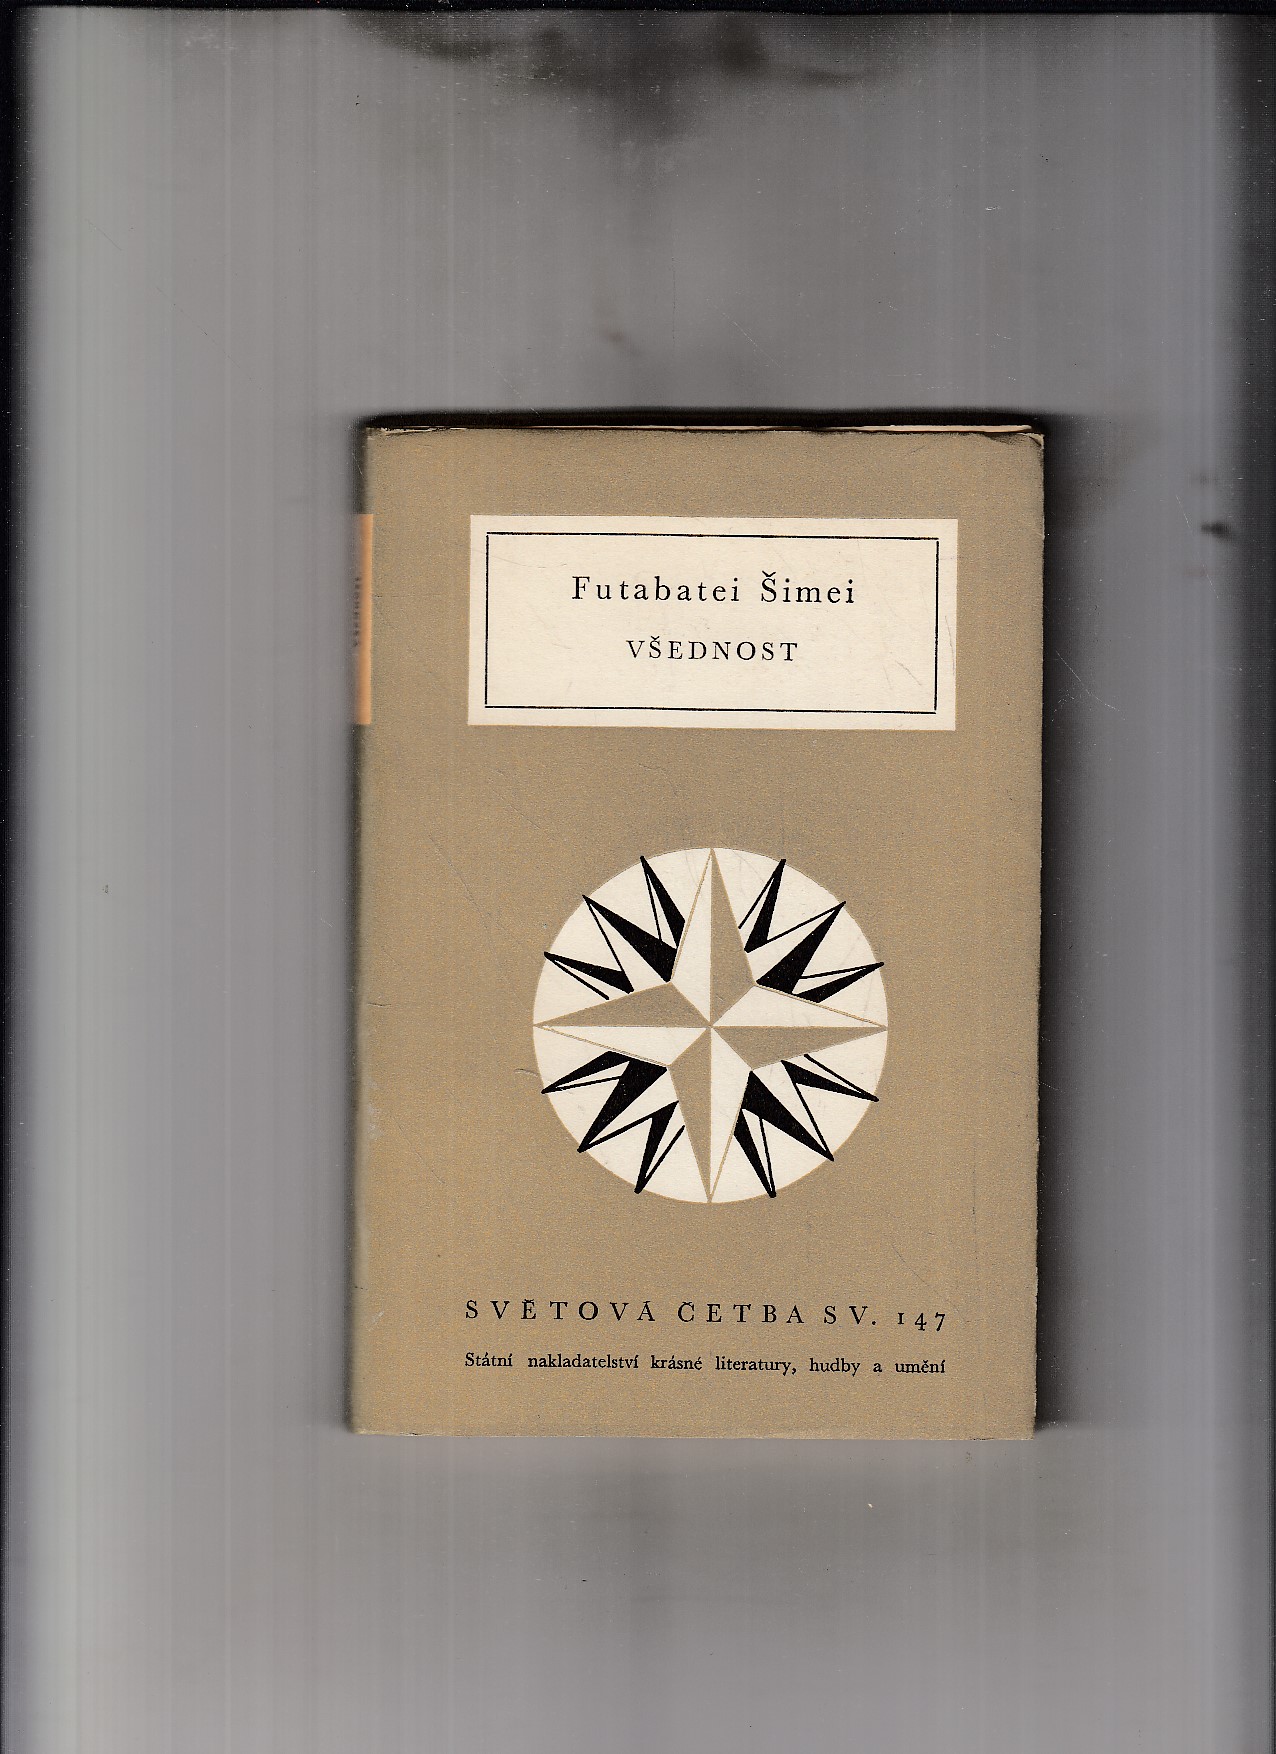 Futabatei Šimei
VŠEDNOST
SVĚTOVÁ ČETBA SV. 147
Státní nakladatelství krásné literatury, hudby a umění